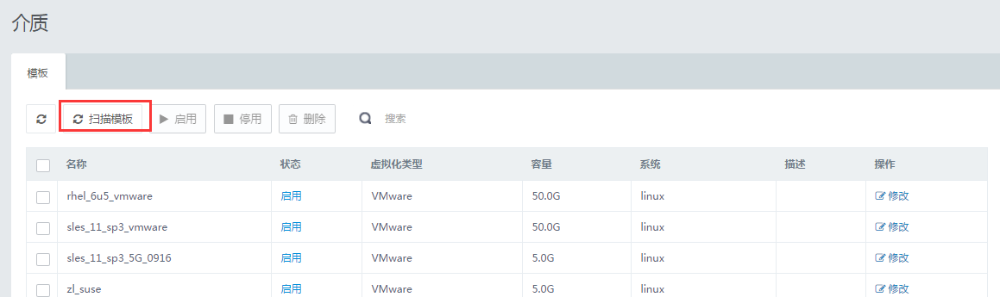 介质
模板
扫描模板 启用 停用 删除 搜索
名称 状态 虚拟化类型 容量 系统 描述 操作
rhel_6u5_vmware 启用 VMware 50.0G linux 修改
sles_11_sp3_vmware 启用 VMware 50.0G linux 修改
sles_11_sp3_5G_0916 启用 VMware 5.0G linux 修改
zl_suse 启用 VMware 5.0G linux 修改